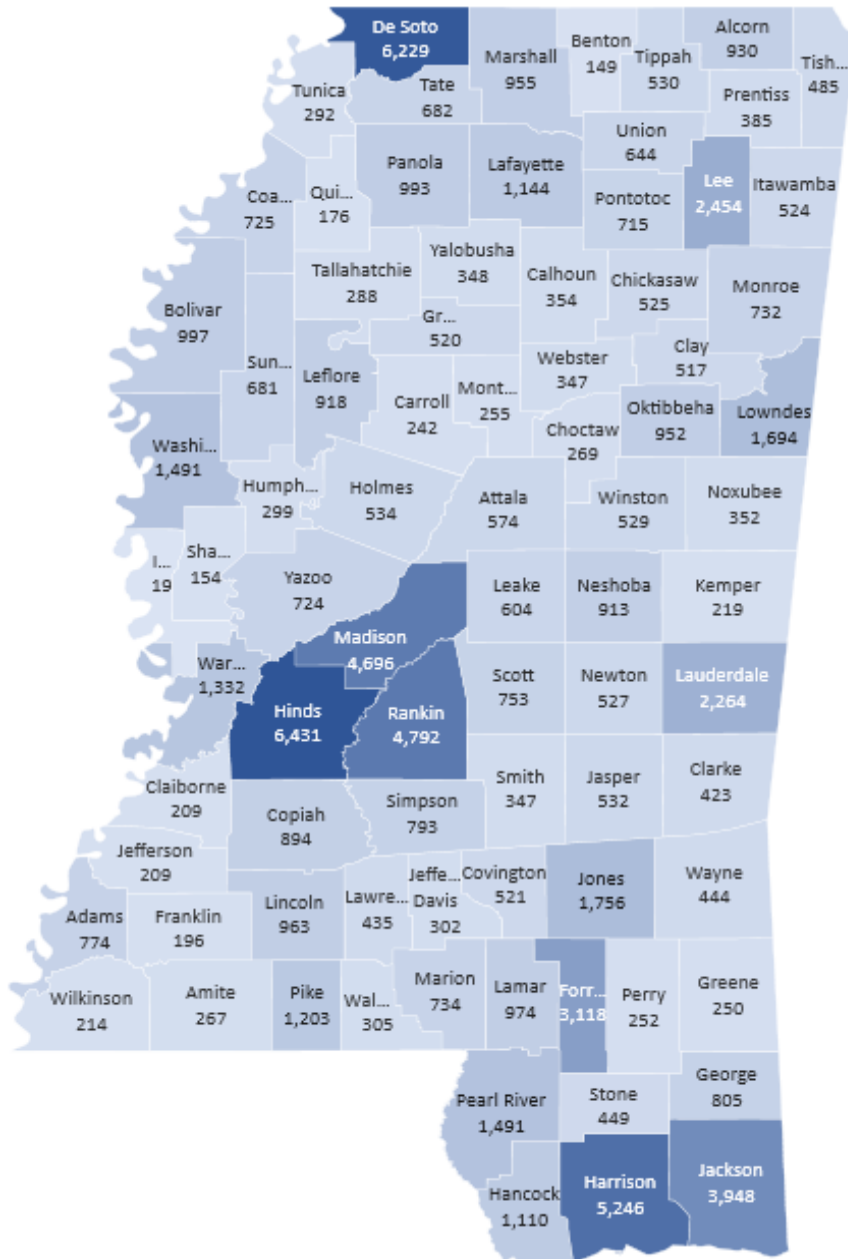 De Soto
6,229
Marshall
955
Benton
149
Tippah
530
Alcorn
930
Tish...
485
Tunica
292
Tate
682
Prentiss
385
Union
644
Panola
993
Lafayette
1,144
Lee
2,454
Itawamba
524
Coa...
725
Qui...
176
Pontotoc
715
Tallahatchie
288
Yalobusha
348
Calhoun
354
Chickasaw
525
Monroe
732
Bolivar
997
Gr...
520
Sun...
681
Leflore
918
Webster
347
Clay
517
Carroll
242
Mont...
255
Oktibbeha
952
Lowndes
1,694
Choctaw
269
Washi...
1,491
Humph...
299
Holmes
534
Attala
574
Winston
529
Noxubee
352
I...
19
Sha...
154
Yazoo
724
Leake
604
Neshoba
913
Kemper
219
Madison
4,696
War...
1,332
Hinds
6,431
Rankin
4,792
Scott
753
Newton
527
Lauderdale
2,264
Claiborne
209
Copiah
894
Simpson
793
Smith
347
Jasper
532
Clarke
423
Jefferson
209
Adams
774
Franklin
196
Lincoln
963
Lawre...
435
Jeffe...
Davis
302
Covington
521
Jones
1,756
Wayne
444
Wilkinson
214
Amite
267
Pike
1,203
Wal...
305
Marion
734
Lamar
974
Forr...
3,118
Perry
252
Greene
250
Pearl River
1,491
Stone
449
George
805
Hancock
1,110
Harrison
5,246
Jackson
3,948